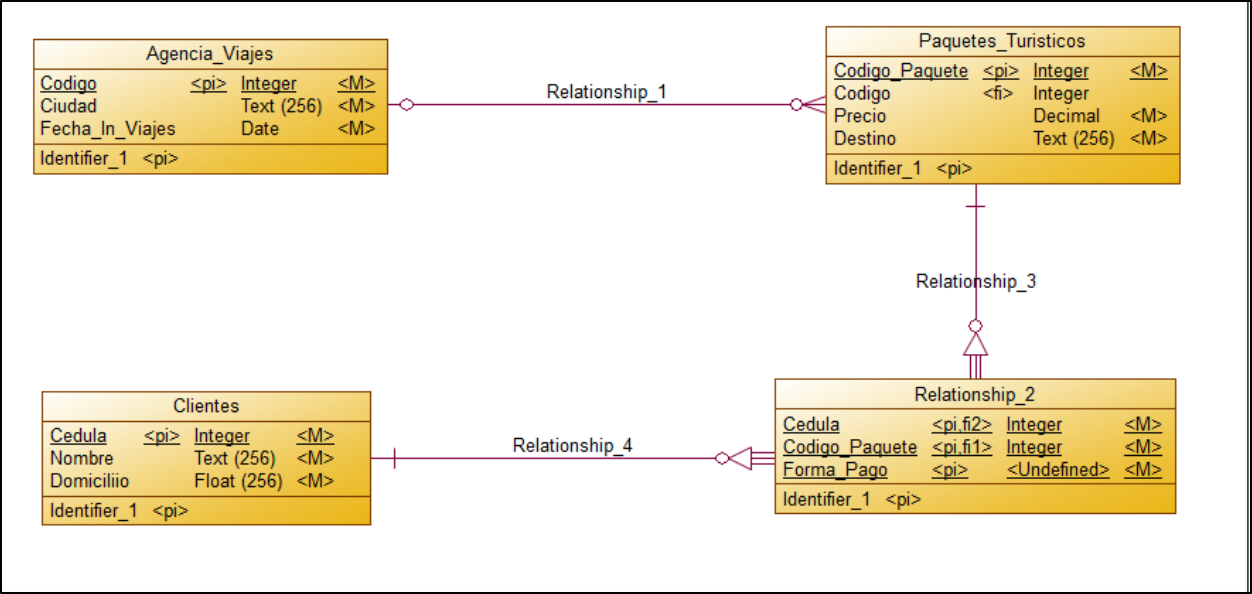 Agencia_Viajes
Codigo <pi> Integer <M>
Ciudad Text (256) <M>
Fecha_In_Viajes Date <M>
Identifier_1 <pi>
Relationship_1
Paquetes_Turisticos
Codigo_Paquete <pi> Integer <M>
Codigo <fi> Integer
Precio Decimal <M>
Destino Text (256) <M>
Identifier_1 <pi>
Relationship_3
Clientes
Cedula <pi> Integer <M>
Nombre Text (256) <M>
Domiciliio Float (256) <M>
Identifier_1 <pi>
Relationship_4
Relationship_2
Cedula <pi,fi2> Integer <M>
Codigo_Paquete <pi,fi1> Integer <M>
Forma_Pago <pi> <Undefined> <M>
Identifier_1 <pi>